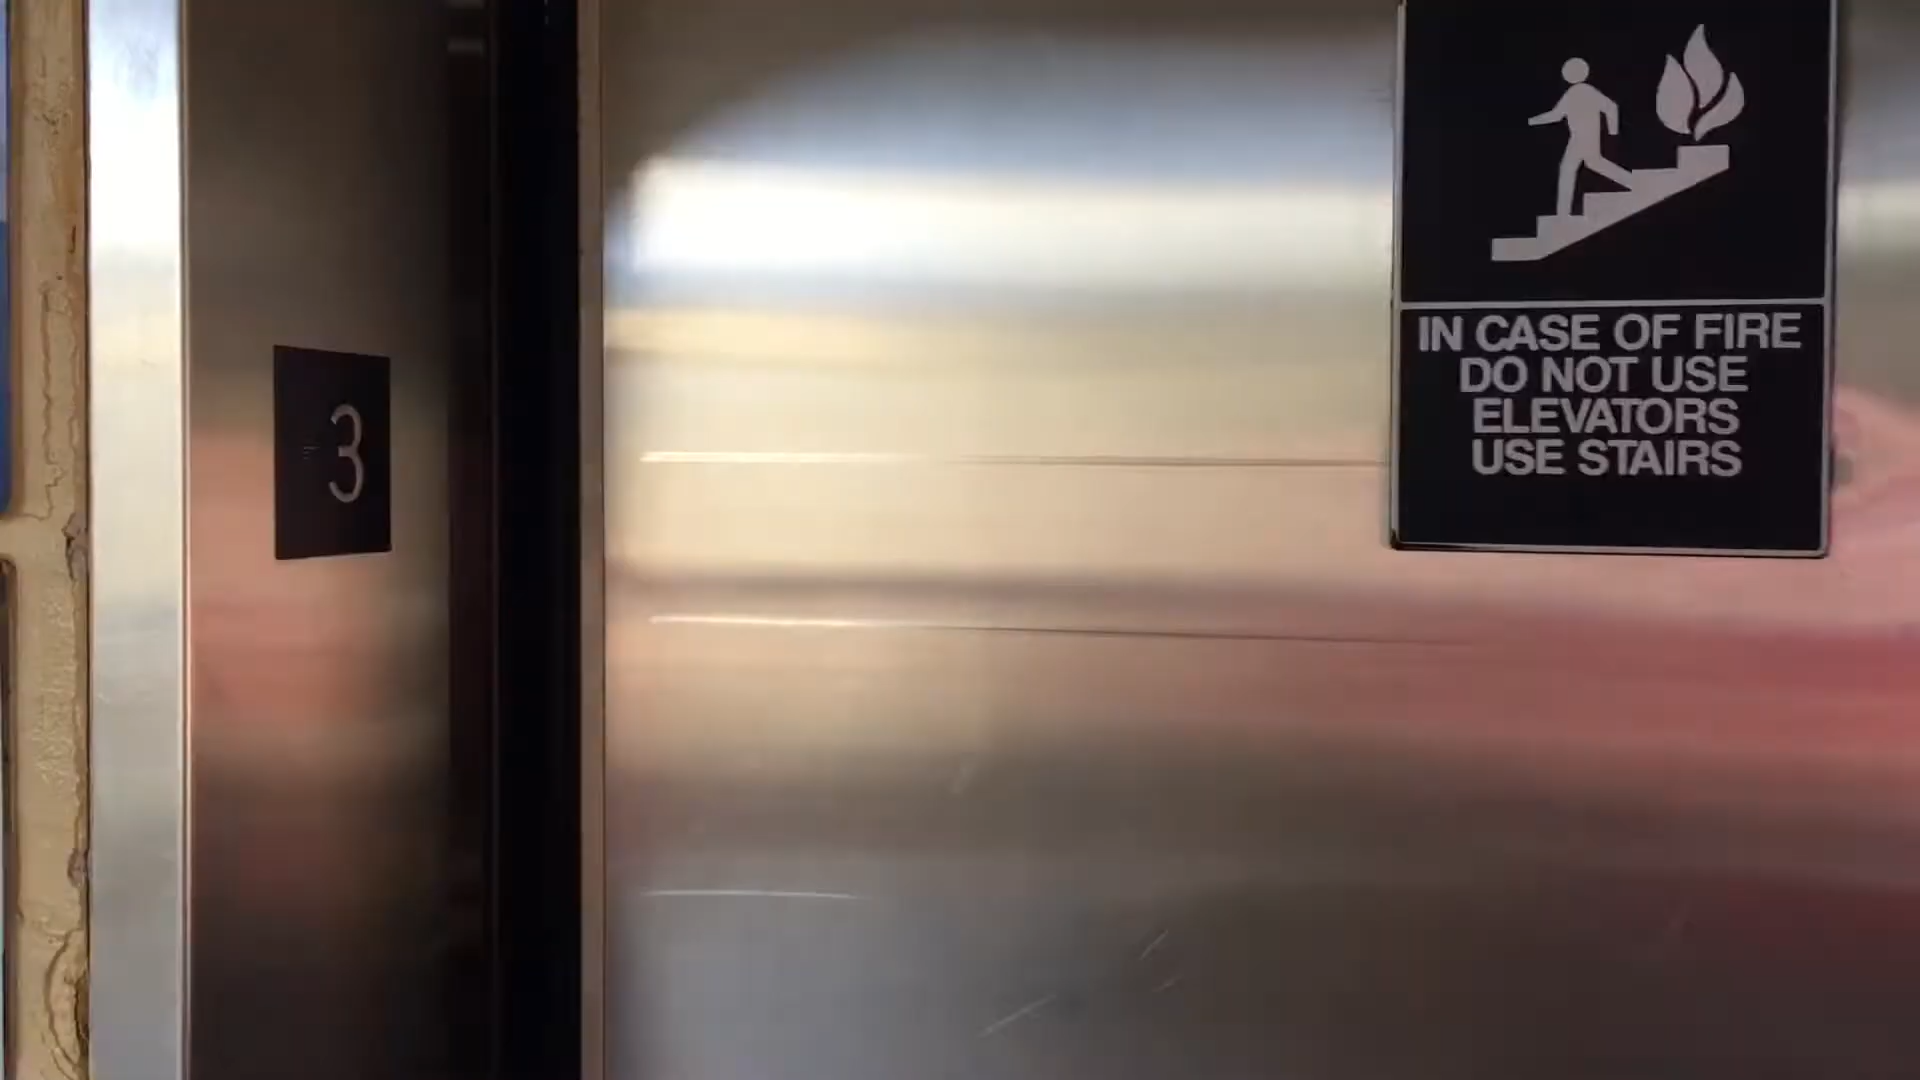 3
IN CASE OF FIRE
DO NOT USE
ELEVATORS
USE STAIRS